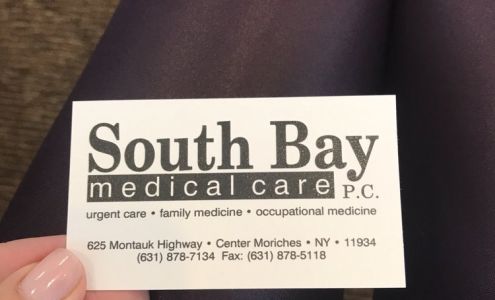 South Bay
medical care P.C.
urgent care • family medicine • occupational medicine
625 Montauk Highway • Center Moriches • NY • 11934
(631) 878-7134 Fax: (631) 878-5118